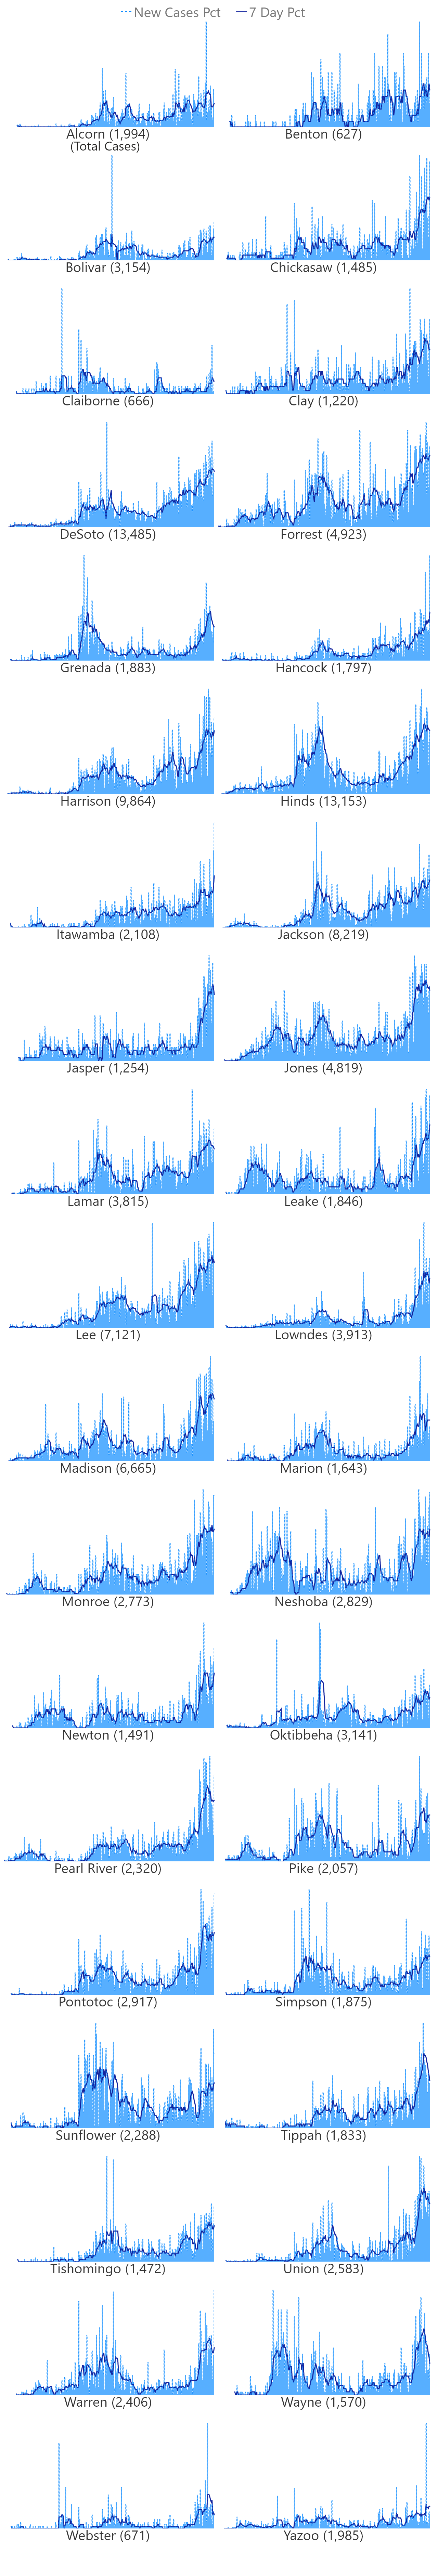 New Cases Pct 7 Day Pct
Alcorn (1,994) Benton (627)
(Total Cases)
Bolivar (3,154) Chickasaw (1,485)
Claiborne (666) Clay (1,220)
DeSoto (13,485) Forrest (4,923)
Grenada (1,883) Hancock (1,797)
Harrison (9,864) Hinds (13,153)
Itawamba (2,108) Jackson (8,219)
Jasper (1,254) Jones (4,819)
Lamar (3,815) Leake (1,846)
Lee (7,121) Lowndes (3,913)
Madison (6,665) Marion (1,643)
Monroe (2,773) Neshoba (2,829)
Newton (1,491) Oktibbeha (3,141)
Pearl River (2,320) Pike (2,057)
Pontotoc (2,917) Simpson (1,875)
Sunflower (2,288) Tippah (1,833)
Tishomingo (1,472) Union (2,583)
Warren (2,406) Wayne (1,570)
Webster (671) Yazoo (1,985)